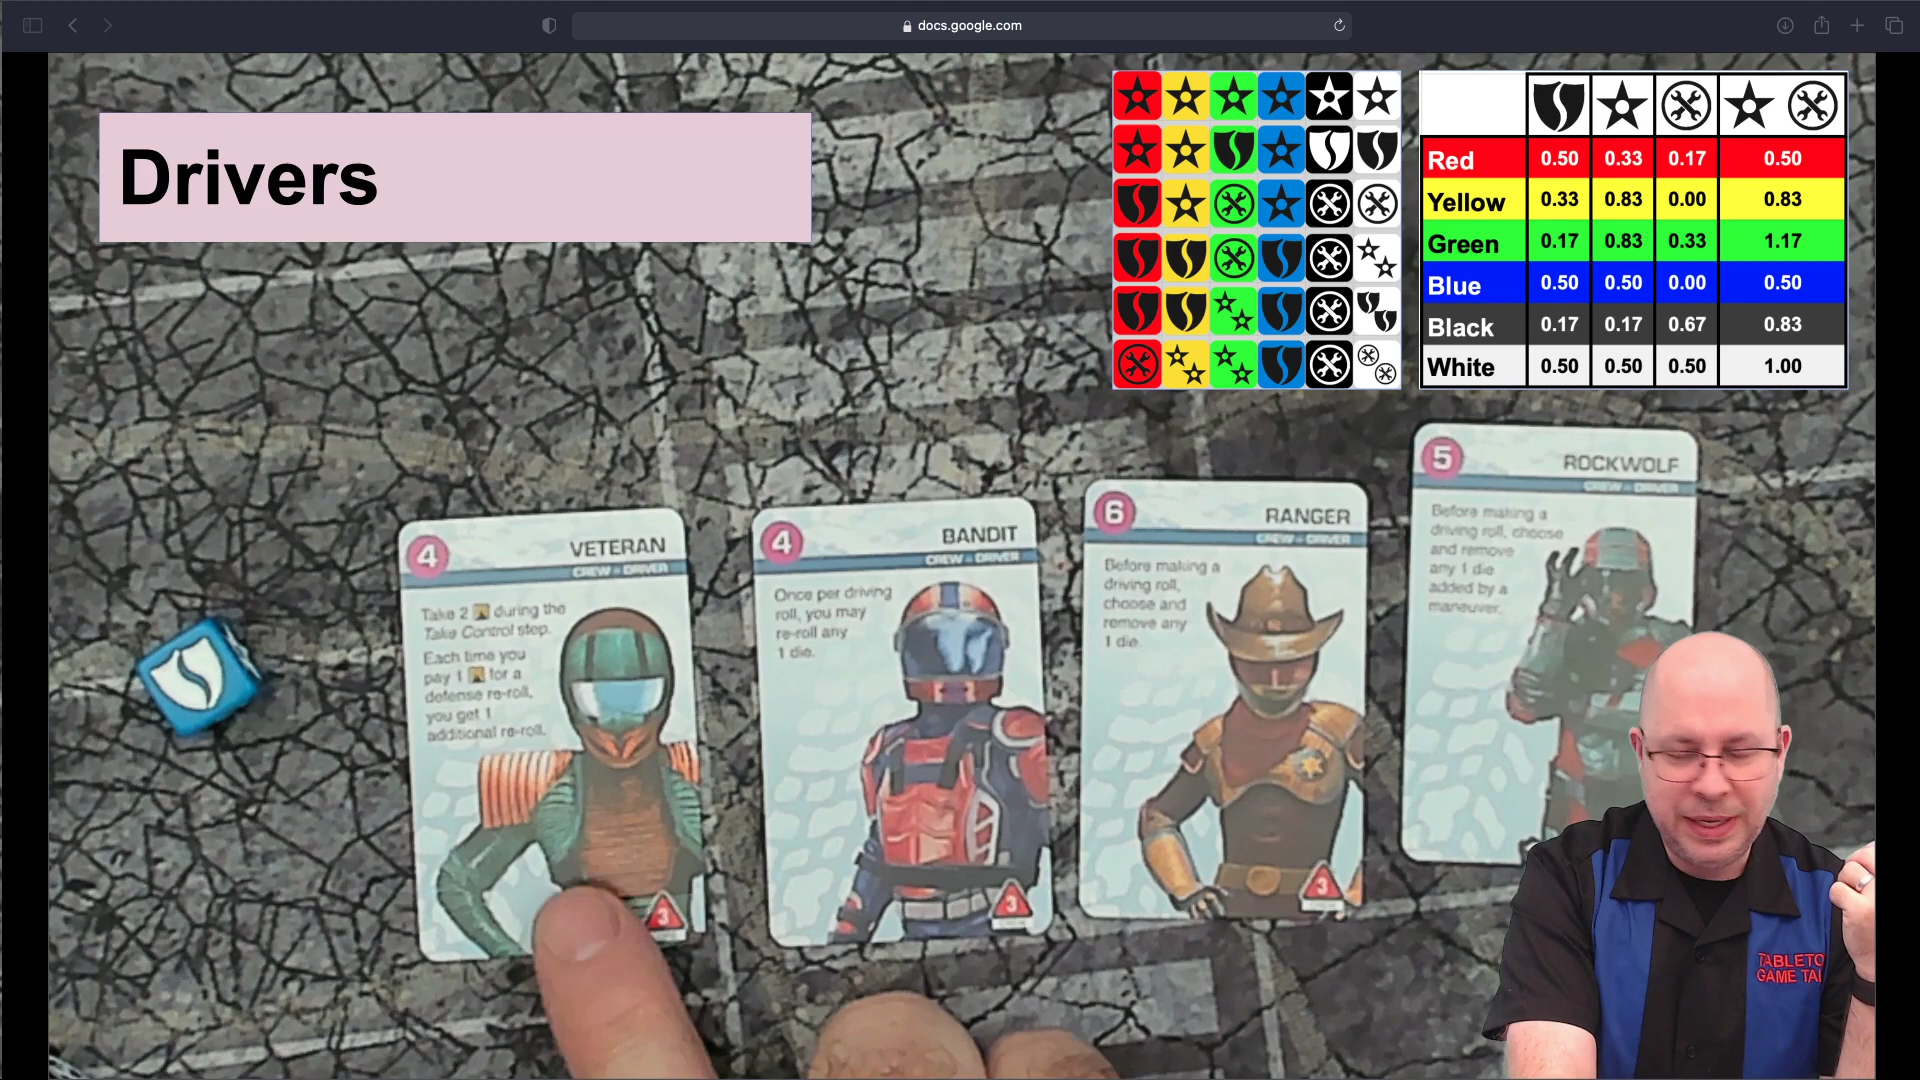 docs.google.com
Drivers
Red 0.50 0.33 0.17 0.50
Yellow 0.33 0.83 0.00 0.83
Green 0.17 0.83 0.33 1.17
Blue 0.50 0.50 0.00 0.50
Black 0.17 0.17 0.67 0.83
White 0.50 0.50 0.50 1.00
4
VETERAN
CREW - DRIVER
Take 2 during the
Take Control step.
Each time you
pay 1 for a
defense re-roll,
you get 1
additional re-roll.
3
4
BANDIT
CREW - DRIVER
Once per driving
roll, you may
re-roll any
1 die.
3
6
RANGER
CREW - DRIVER
Before making a
driving roll,
choose and
remove any
1 die.
3
5
ROCKWOLF
CREW - DRIVER
Before making a
driving roll, choose
and remove
any 1 die
added by a
maneuver.
TABLETO
GAME TAL